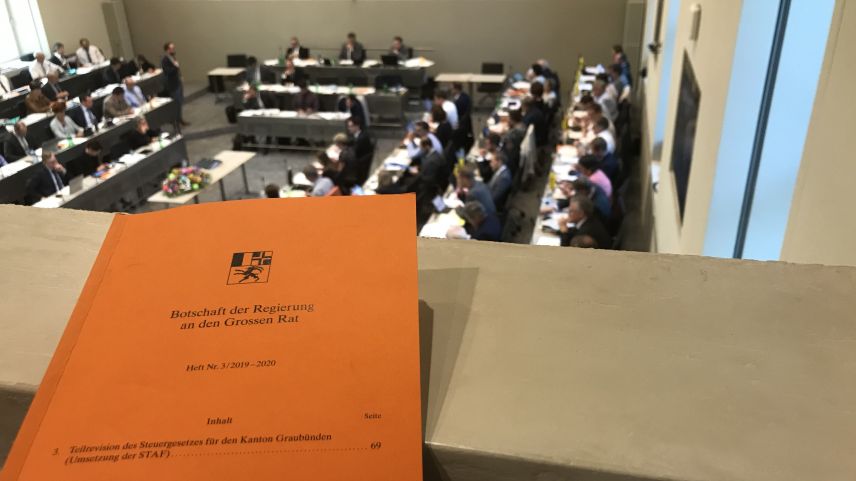 Botschaft der Regierung
an den Grossen Rat
Heft Nr. 3/2019–2020
Inhalt Seite
3. Teilrevision des Steuergesetzes für den Kanton Graubünden
(Umsetzung der STAF) ........................................ 69